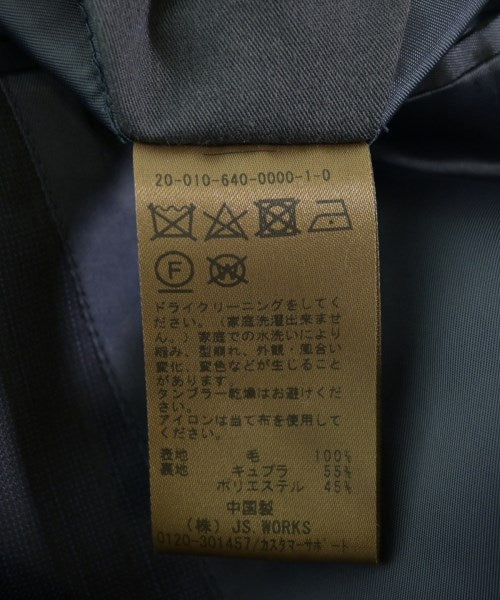 20-010-640-0000-1-0
F W
ドライクリーニングをしてく
ださい。(家庭洗濯出来ませ
ん。)家庭での水洗いにより
縮み、型崩れ、外観・風合い
変化、変色などが生じること
があります
タンブラー乾燥はお避けくだ
さい。
アイロンは当て布を使用して
ください。
表地 毛 100%
裏地 キュプラ 55%
ポリエステル 45%
中国製
(株) JS.WORKS
0120-301457/カスタマーサポート